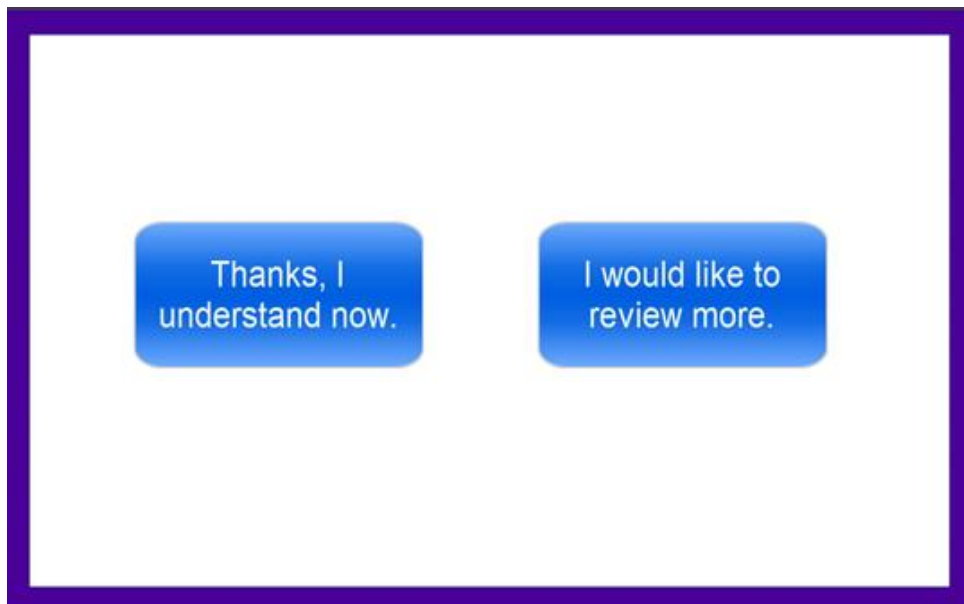 Thanks, I
understand now.
I would like to
review more.